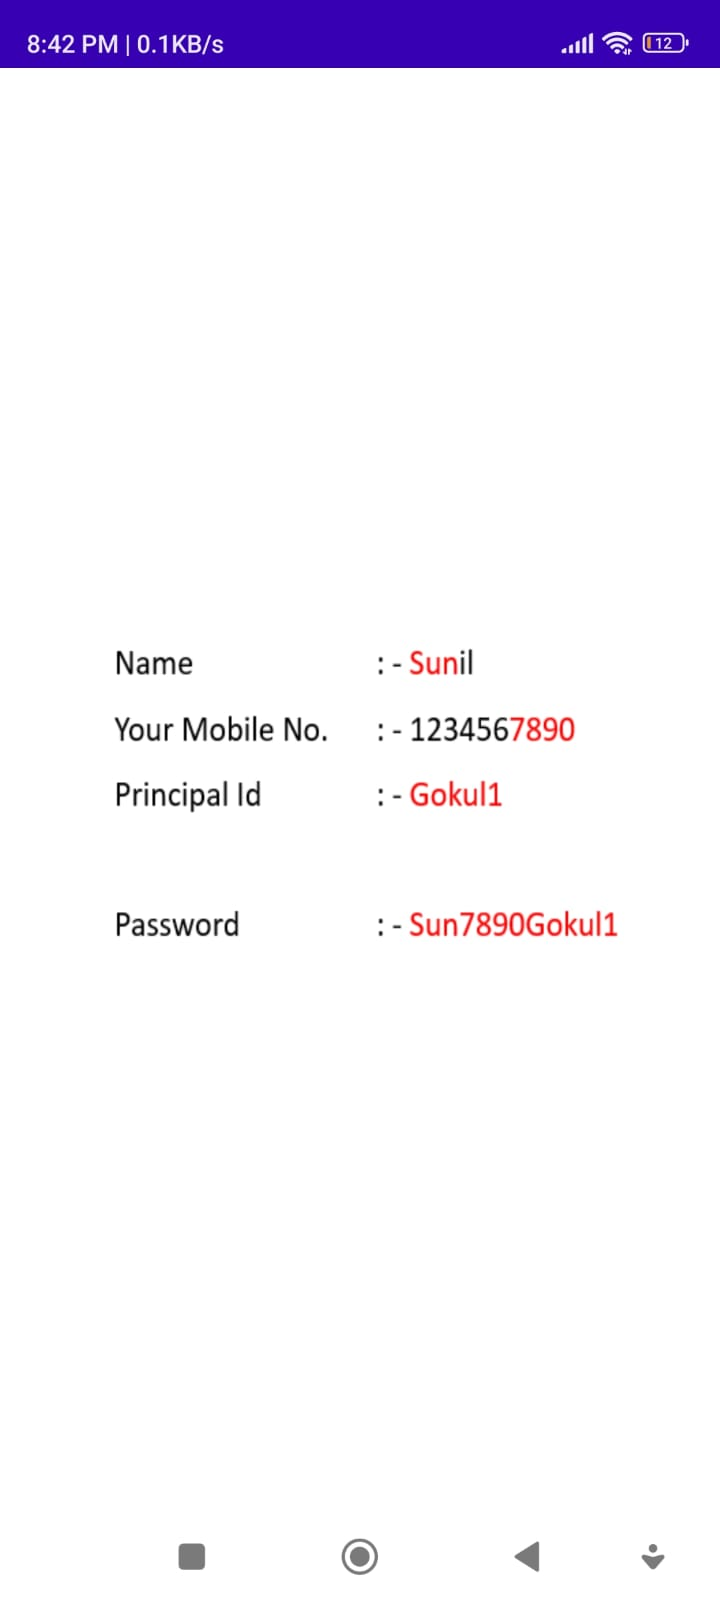 8:42 PM | 0.1KB/s 12
Name : - Sunil
Your Mobile No. : - 1234567890
Principal Id : - Gokul1
Password : - Sun7890Gokul1